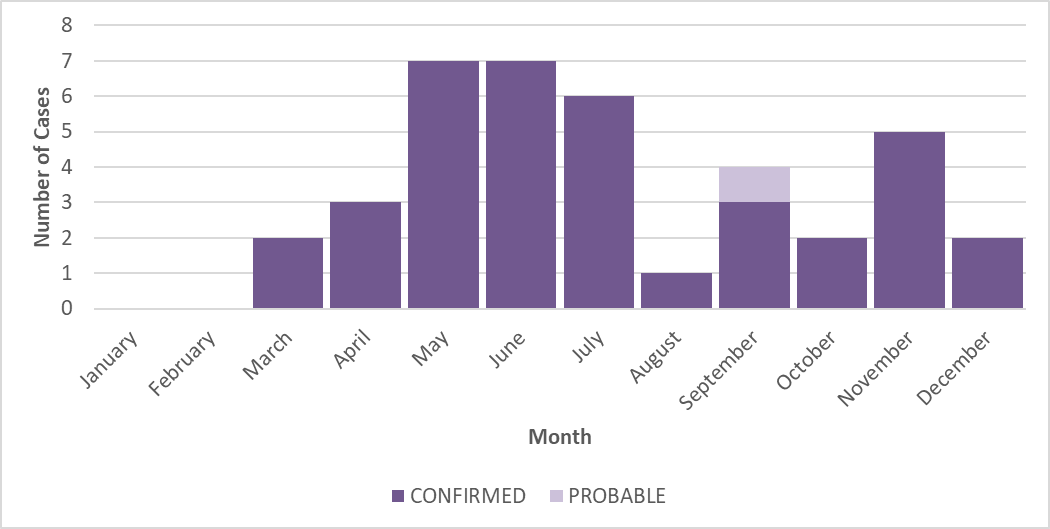 8
7
6
5
4
3
2
1
0
Number of Cases
January
February
March
April
May
June
July
August
September
October
November
December
Month
CONFIRMED PROBABLE